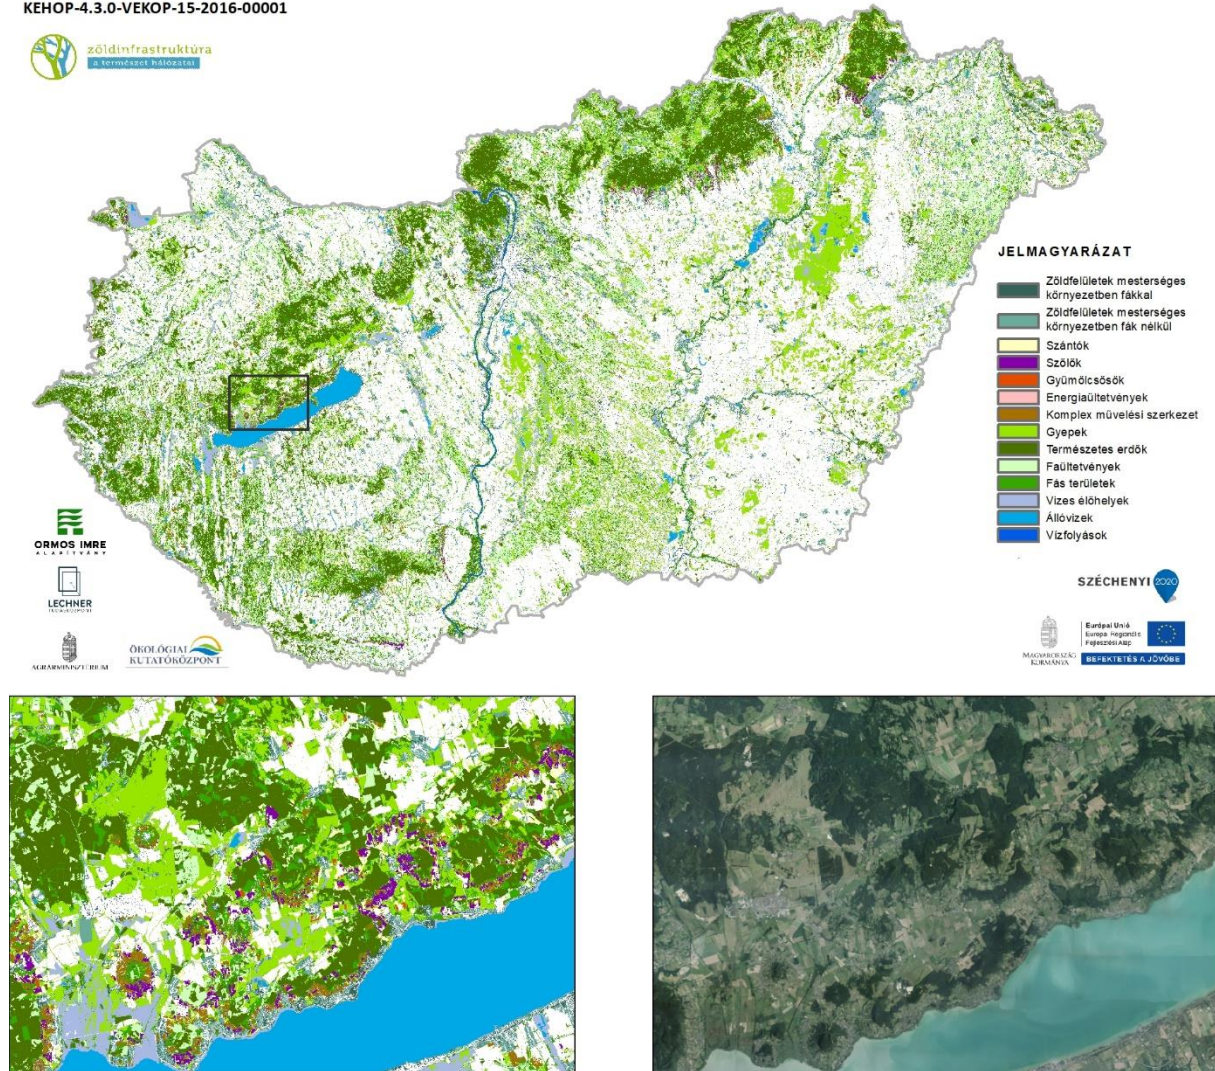 KEHOP-4.3.0-VEKOP-15-2016-00001
zöldinfrastruktúra
a természet hálózatai
JELMAGYARÁZAT
Zöldfelületek mesterséges
környezetben fákkal
Zöldfelületek mesterséges
környezetben fák nélkül
Szántók
Szőlők
Gyümölcsösök
Energiaültetvények
Komplex művelési szerkezet
Gyepek
Természetes erdők
Faültetvények
Fás területek
Vizes élőhelyek
Állóvizek
Vízfolyások
ORMOS IMRE
ALAPÍTVÁNY
LECHNER
TUDÁSKÖZPONT
AGRÁRMINISZTÉRIUM
ÖKOLÓGIAI
KUTATÓKÖZPONT
SZÉCHENYI 2020
MAGYARORSZÁG
KORMÁNYA
Európai Unió
Európai Regionális
Fejlesztési Alap
BEFEKTETÉS A JÖVŐBE